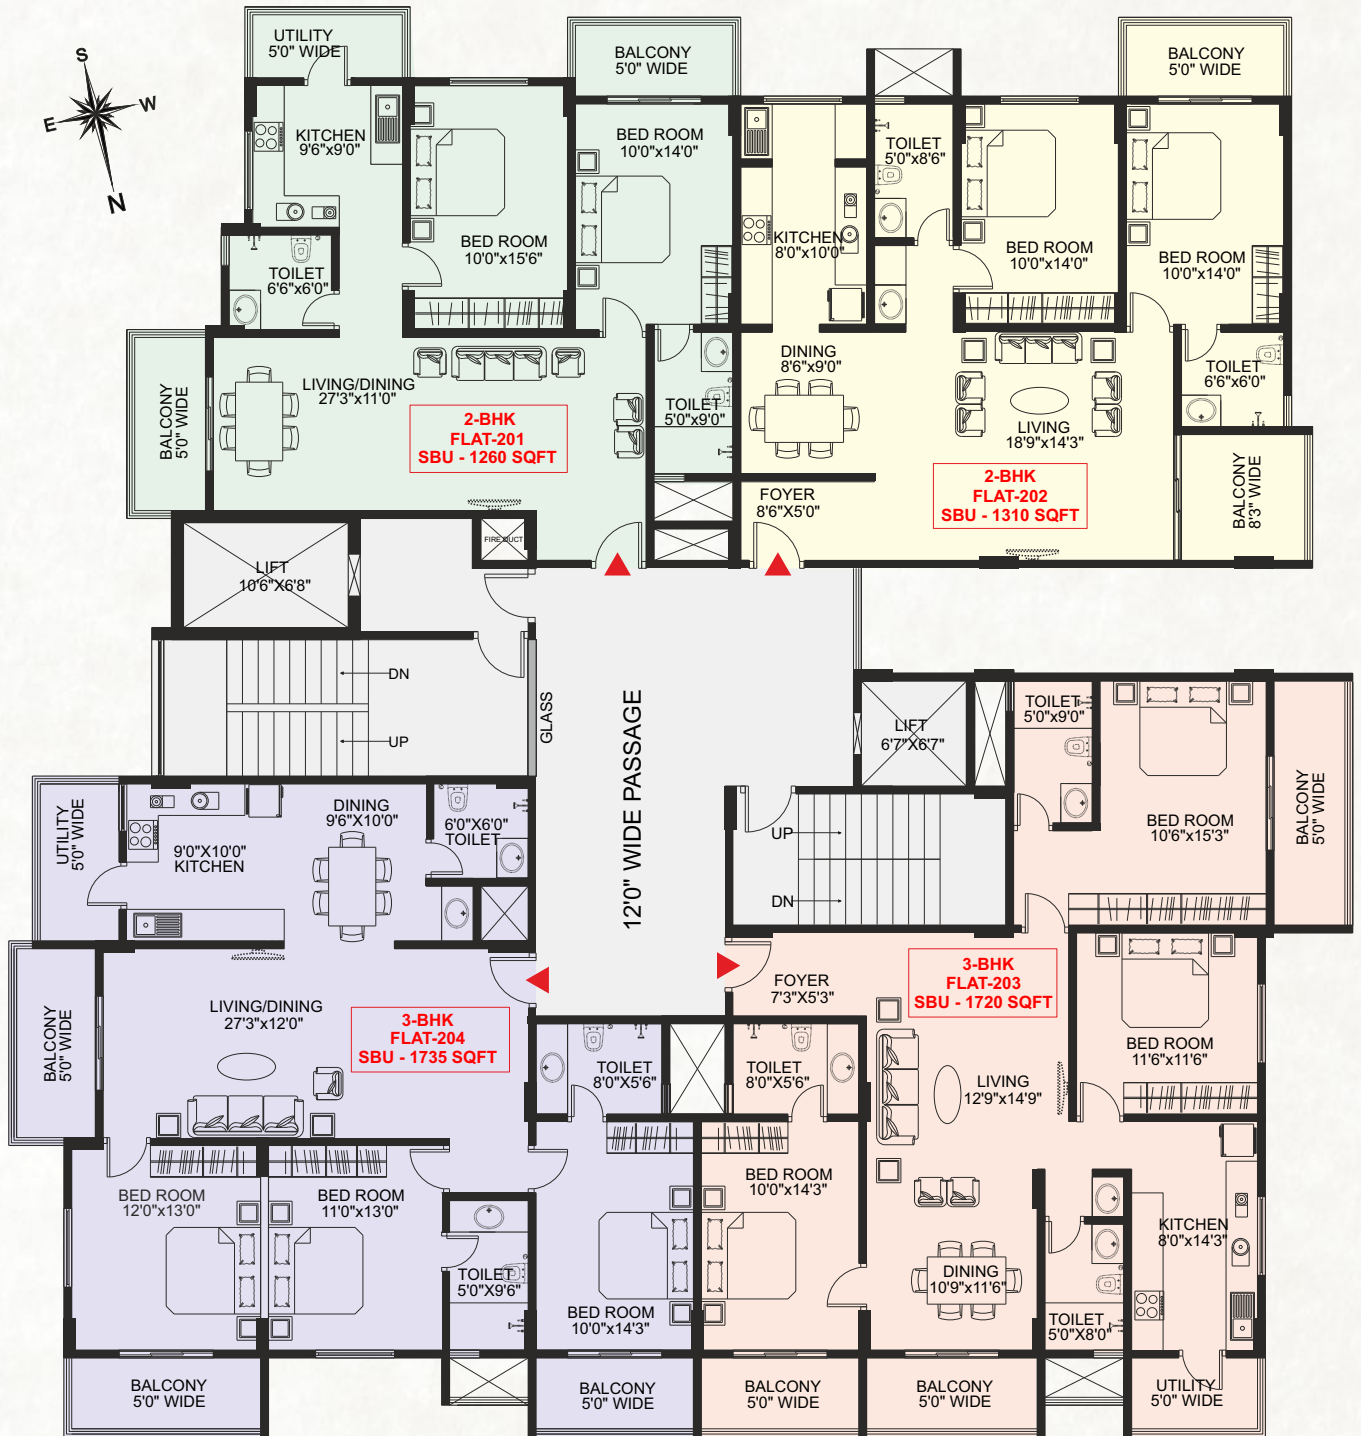 S
W
E
N
UTILITY
5'0" WIDE
KITCHEN
9'6"x9'0"
BED ROOM
10'0"x15'6"
BALCONY
5'0" WIDE
BED ROOM
10'0"x14'0"
TOILET
6'6"x6'0"
BALCONY
5'0" WIDE
LIVING/DINING
27'3"x11'0"
2-BHK
FLAT-201
SBU - 1260 SQFT
TOILET
5'0"x9'0"
KITCHEN
8'0"x10'0"
TOILET
5'0"x8'6"
BED ROOM
10'0"x14'0"
BALCONY
5'0" WIDE
BED ROOM
10'0"x14'0"
DINING
8'6"x9'0"
LIVING
18'9"x14'3"
TOILET
6'6"x6'0"
2-BHK
FLAT-202
SBU - 1310 SQFT
FOYER
8'6"X5'0"
BALCONY
8'3" WIDE
FIRE DUCT
LIFT
10'6"X6'8"
DN
UP
GLASS
12'0" WIDE PASSAGE
LIFT
6'7"X6'7"
UP
DN
TOILET
5'0"x9'0"
BED ROOM
10'6"x15'3"
BALCONY
5'0" WIDE
UTILITY
5'0" WIDE
9'0"X10'0"
KITCHEN
DINING
9'6"X10'0"
6'0"X6'0"
TOILET
BALCONY
5'0" WIDE
LIVING/DINING
27'3"x12'0"
3-BHK
FLAT-204
SBU - 1735 SQFT
FOYER
7'3"X5'3"
3-BHK
FLAT-203
SBU - 1720 SQFT
BED ROOM
11'6"x11'6"
TOILET
8'0"X5'6"
TOILET
8'0"X5'6"
LIVING
12'9"x14'9"
BED ROOM
12'0"x13'0"
BED ROOM
11'0"x13'0"
TOILET
5'0"X9'6"
BED ROOM
10'0"x14'3"
BED ROOM
10'0"x14'3"
DINING
10'9"x11'6"
KITCHEN
8'0"x14'3"
TOILET
5'0"X8'0"
BALCONY
5'0" WIDE
BALCONY
5'0" WIDE
BALCONY
5'0" WIDE
BALCONY
5'0" WIDE
UTILITY
5'0" WIDE